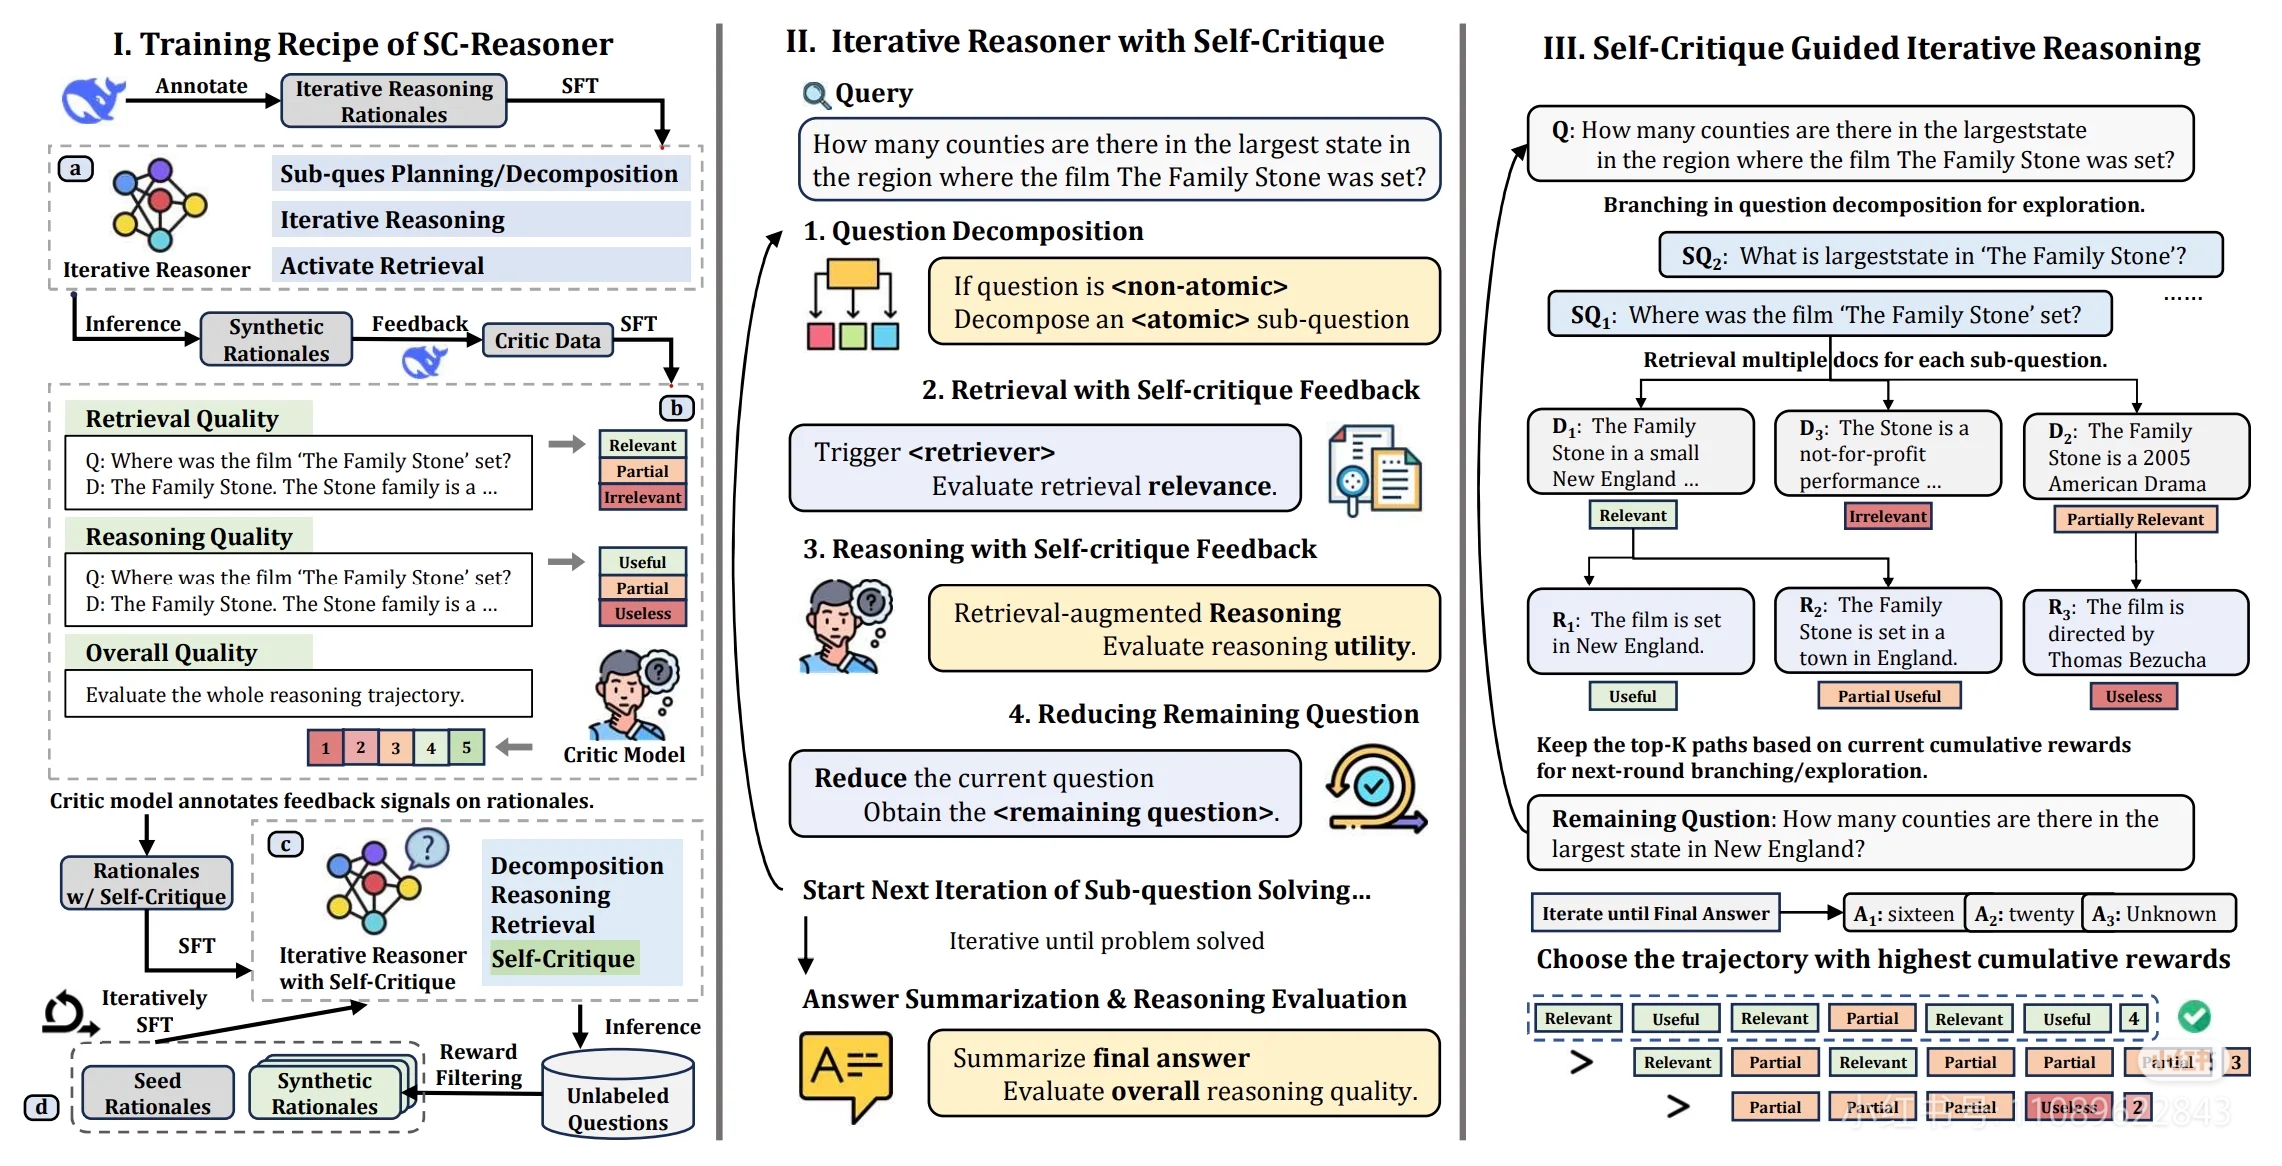 I. Training Recipe of SC-Reasoner
Annotate
Iterative Reasoning
Rationales
SFT
a
Iterative Reasoner
Sub-ques Planning/Decomposition
Iterative Reasoning
Activate Retrieval
Inference
Synthetic
Rationales
Feedback
Critic Data
SFT
b
Retrieval Quality
Q: Where was the film ‘The Family Stone’ set?
D: The Family Stone. The Stone family is a ...
Relevant
Partial
Irrelevant
Reasoning Quality
Q: Where was the film ‘The Family Stone’ set?
D: The Family Stone. The Stone family is a ...
Useful
Partial
Useless
Overall Quality
Evaluate the whole reasoning trajectory.
1 2 3 4 5
Critic Model
Critic model annotates feedback signals on rationales.
Rationales
w/ Self-Critique
SFT
c
?
Iterative Reasoner
with Self-Critique
Decomposition
Reasoning
Retrieval
Self-Critique
Iteratively
SFT
Inference
d
Seed
Rationales
Synthetic
Rationales
Reward
Filtering
Unlabeled
Questions
II. Iterative Reasoner with Self-Critique
Query
How many counties are there in the largest state in
the region where the film The Family Stone was set?
1. Question Decomposition
If question is <non-atomic>
Decompose an <atomic> sub-question
2. Retrieval with Self-critique Feedback
Trigger <retriever>
Evaluate retrieval relevance.
3. Reasoning with Self-critique Feedback
?
Retrieval-augmented Reasoning
Evaluate reasoning utility.
4. Reducing Remaining Question
Reduce the current question
Obtain the <remaining question>.
Start Next Iteration of Sub-question Solving...
Iterative until problem solved
Answer Summarization & Reasoning Evaluation
A
Summarize final answer
Evaluate overall reasoning quality.
III. Self-Critique Guided Iterative Reasoning
Q: How many counties are there in the largeststate
in the region where the film The Family Stone was set?
Branching in question decomposition for exploration.
SQ2: What is largeststate in ‘The Family Stone’?
......
SQ1: Where was the film ‘The Family Stone’ set?
Retrieval multiple docs for each sub-question.
D1: The Family
Stone in a small
New England ...
Relevant
D3: The Stone is a
not-for-profit
performance ...
Irrelevant
D2: The Family
Stone is a 2005
American Drama
Partially Relevant
R1: The film is set
in New England.
Useful
R2: The Family
Stone is set in a
town in England.
Partial Useful
R3: The film is
directed by
Thomas Bezucha
Useless
Keep the top-K paths based on current cumulative rewards
for next-round branching/exploration.
Remaining Qustion: How many counties are there in the
largest state in New England?
Iterate until Final Answer
A1: sixteen
A2: twenty
A3: Unknown
Choose the trajectory with highest cumulative rewards
Relevant Useful Relevant Partial Relevant Useful 4
> Relevant Partial Relevant Partial Partial Partial 3
> Partial Partial Partial Useless 2
小红书
小红书号: 11089622843